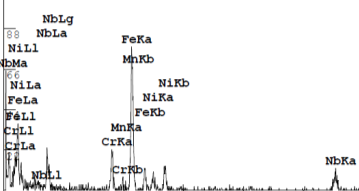 NbLg
88
NbLa
FeKa
NiLl
MnKb
NbMa
66
NiKb
NiLa
NiKa
FeLa
FeKb
FeLl
MnKa
CrLl
CrKa
CrLa
NbKa
CrKb
NbLl